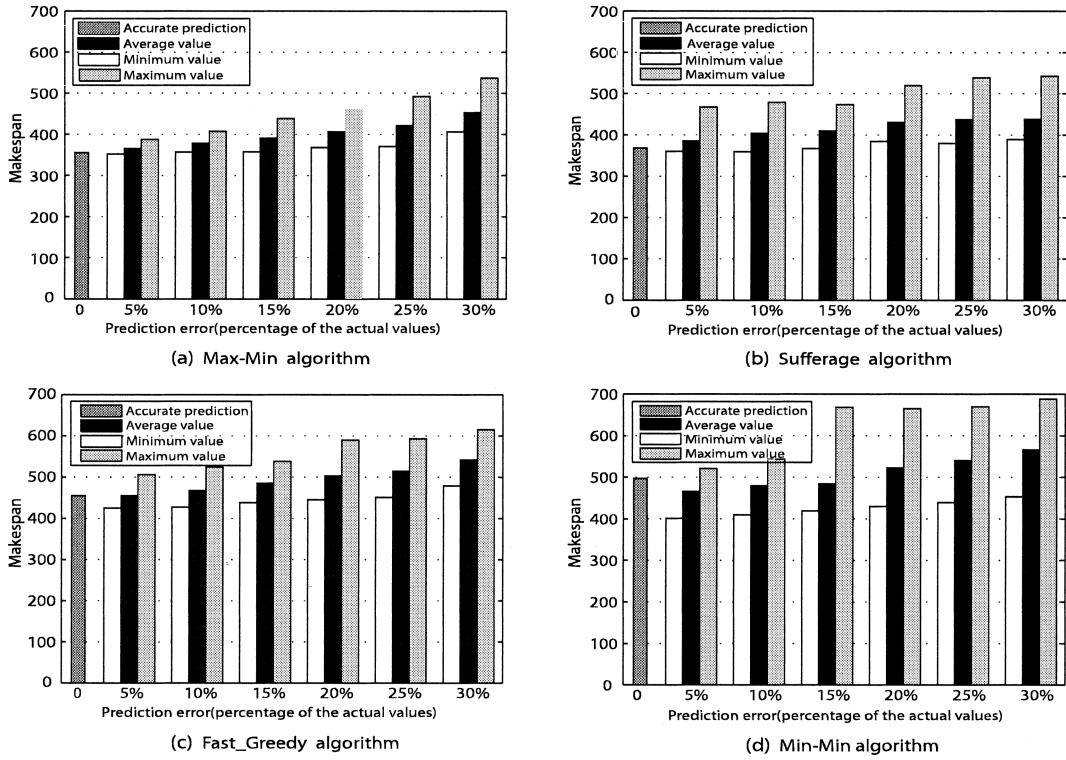 700
600
500
400
300
200
100
0
Makespan
Accurate prediction
Average value
Minimum value
Maximum value
0 5% 10% 15% 20% 25% 30%
Prediction error(percentage of the actual values)
(a) Max-Min algorithm
700
600
500
400
300
200
100
0
Makespan
Accurate prediction
Average value
Minimum value
Maximum value
0 5% 10% 15% 20% 25% 30%
Prediction error(percentage of the actual values)
(b) Sufferage algorithm
700
600
500
400
300
200
100
0
Makespan
Accurate prediction
Average value
Minimum value
Maximum value
0 5% 10% 15% 20% 25% 30%
Prediction error(percentage of the actual values)
(c) Fast_Greedy algorithm
700
600
500
400
300
200
100
0
Makespan
Accurate prediction
Average value
Minimum value
Maximum value
0 5% 10% 15% 20% 25% 30%
Prediction error(percentage of the actual values)
(d) Min-Min algorithm